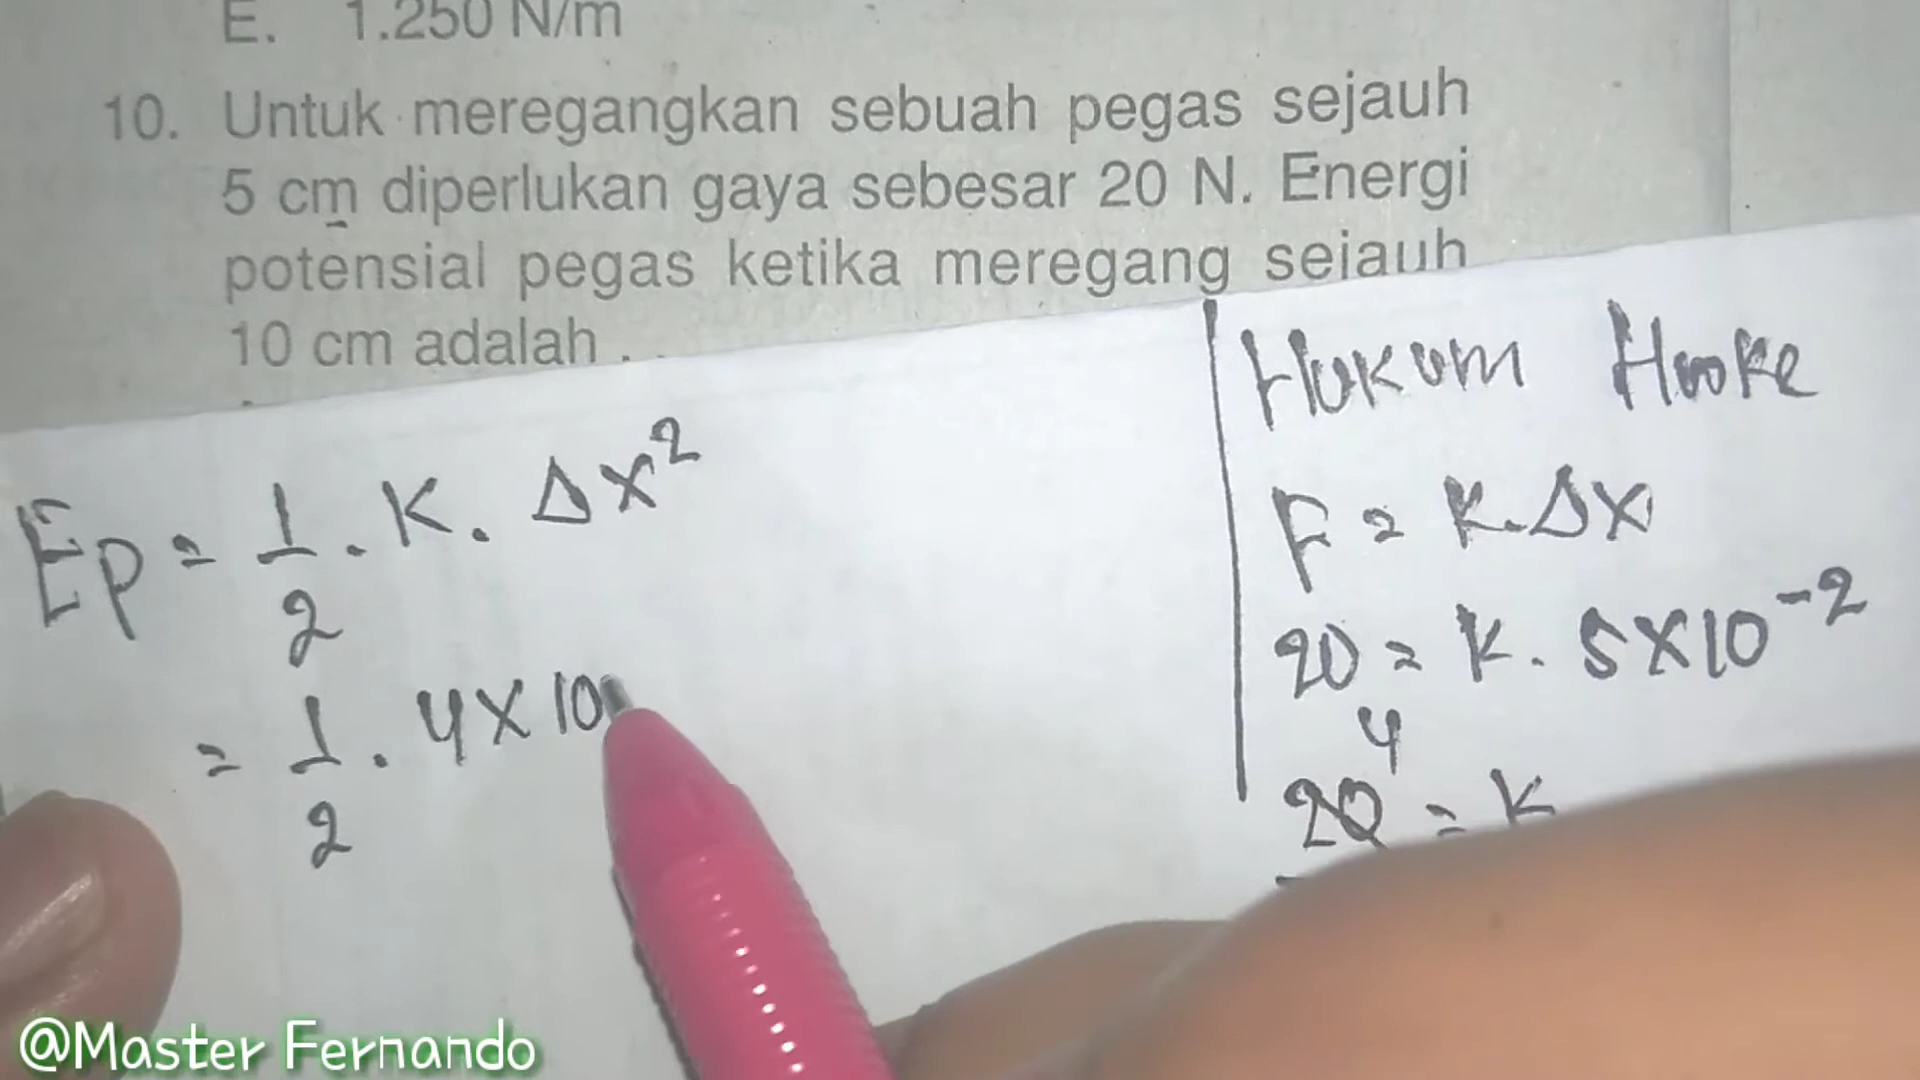 E. 1.250 N/m
10. Untuk meregangkan sebuah pegas sejauh
5 cm diperlukan gaya sebesar 20 N. Energi
potensial pegas ketika meregang sejauh
10 cm adalah . .
Ep = 1/2 . K . Δx²
= 1/2 . 4 x 10
Hukum Hooke
F = K . Δx
20 = K . 5 x 10⁻²
4
20 = K
@Master Fernando